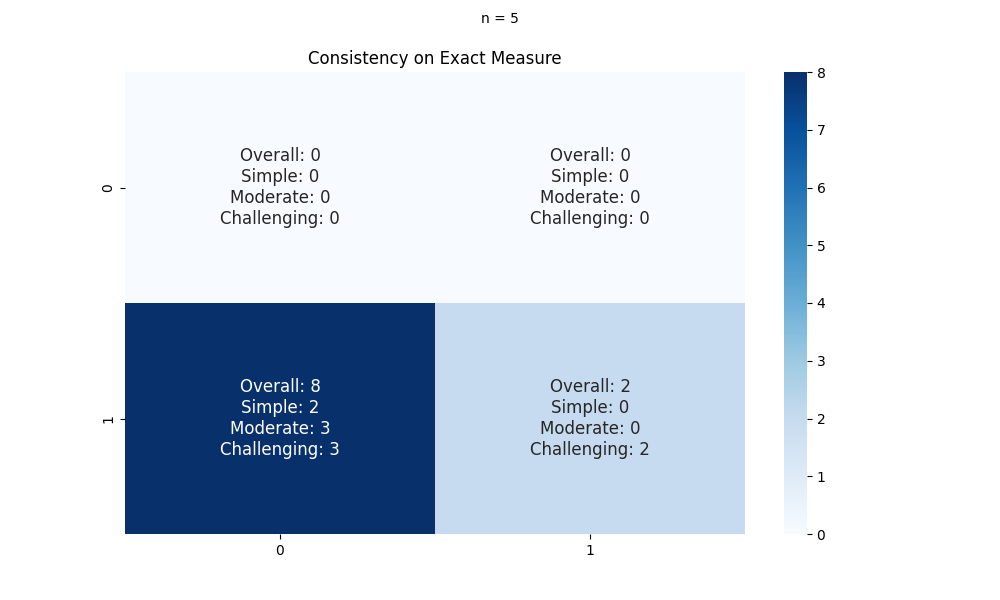 n = 5
Consistency on Exact Measure
0
Overall: 0
Simple: 0
Moderate: 0
Challenging: 0
Overall: 0
Simple: 0
Moderate: 0
Challenging: 0
1
Overall: 8
Simple: 2
Moderate: 3
Challenging: 3
Overall: 2
Simple: 0
Moderate: 0
Challenging: 2
0
1
8
7
6
5
4
3
2
1
0